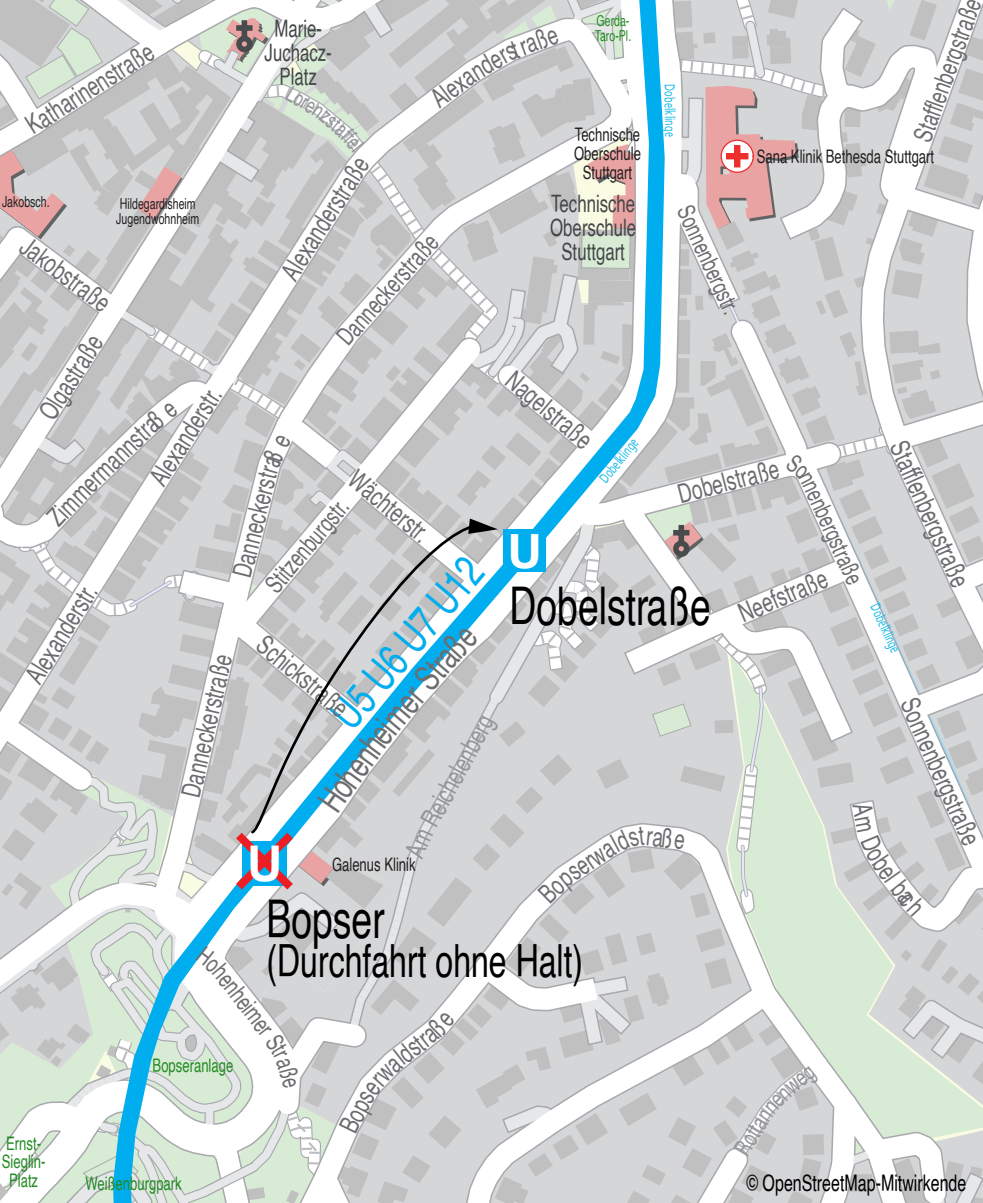 Gerda-
Taro-Pl.
Marie-
Juchacz-
Platz
Katharinenstraße
Alexanderstraße
Stafflenbergstraße
Lorenzstaffel
Dobelklinge
Technische
Oberschule
Stuttgart
Sana Klinik Bethesda Stuttgart
Jakobsch.
Hildegardisheim
Jugendwohnheim
Technische
Oberschule
Stuttgart
Alexanderstraße
Jakobstraße
Danneckerstraße
Sonnenbergstr.
Olgastraße
Nagelstraße
Zimmermannstraße
Alexanderstr.
Dobelklinge
Dobelstraße
Danneckerstraße
Wächterstr.
Stitzenburgstr.
Sonnenbergstraße
Stafflenbergstraße
U
Dobelstraße
U5 U6 U7 U12
Hohenheimer Straße
Neefstraße
Dobelklinge
Alexanderstr.
Schickstraße
Danneckerstraße
Am Reichelenberg
Sonnenbergstraße
Am Dobelbach
Bopserwaldstraße
U
Galenus Klinik
Bopser
(Durchfahrt ohne Halt)
Hohenheimer Straße
Bopserwaldstraße
Bopseranlage
Rottannenweg
Ernst-
Sieglin-
Platz
Weißenburgpark
© OpenStreetMap-Mitwirkende